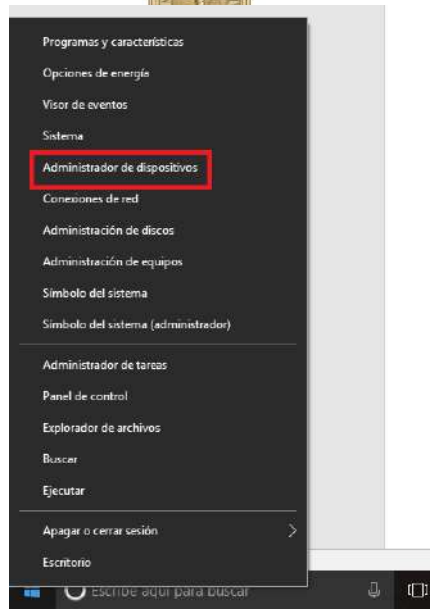 Programas y características
Opciones de energía
Visor de eventos
Sistema
Administrador de dispositivos
Conexiones de red
Administración de discos
Administración de equipos
Símbolo del sistema
Símbolo del sistema (administrador)
Administrador de tareas
Panel de control
Explorador de archivos
Buscar
Ejecutar
Apagar o cerrar sesión
Escritorio
Escribe aquí para buscar